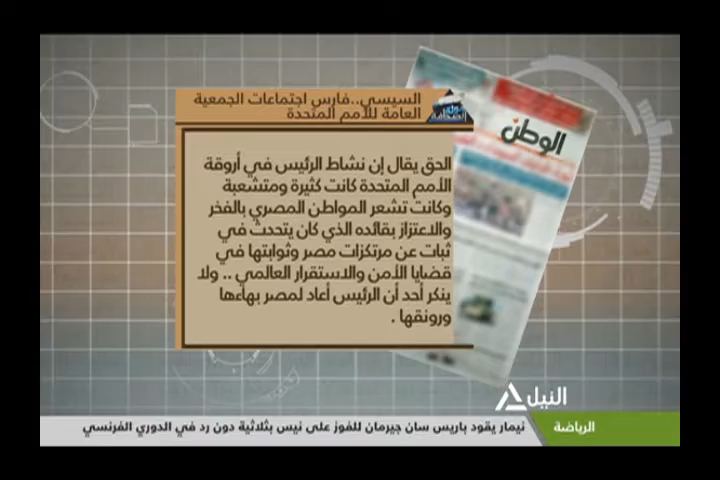 السيسي..فارس اجتماعات الجمعية
العامة للأمم المتحدة
الصحافة
الوطن
الحق يقال إن نشاط الرئيس في أروقة
الأمم المتحدة كانت كثيرة ومتشعبة
وكانت تشعر المواطن المصري بالفخر
والاعتزاز بقائده الذي كان يتحدث في
ثبات عن مرتكزات مصر وثوابتها في
قضايا الأمن والاستقرار العالمي .. ولا
ينكر أحد أن الرئيس أعاد لمصر بهاءها
ورونقها .
النيل
الرياضة
نيمار يقود باريس سان جيرمان للفوز على نيس بثلاثية دون رد في الدوري الفرنسي